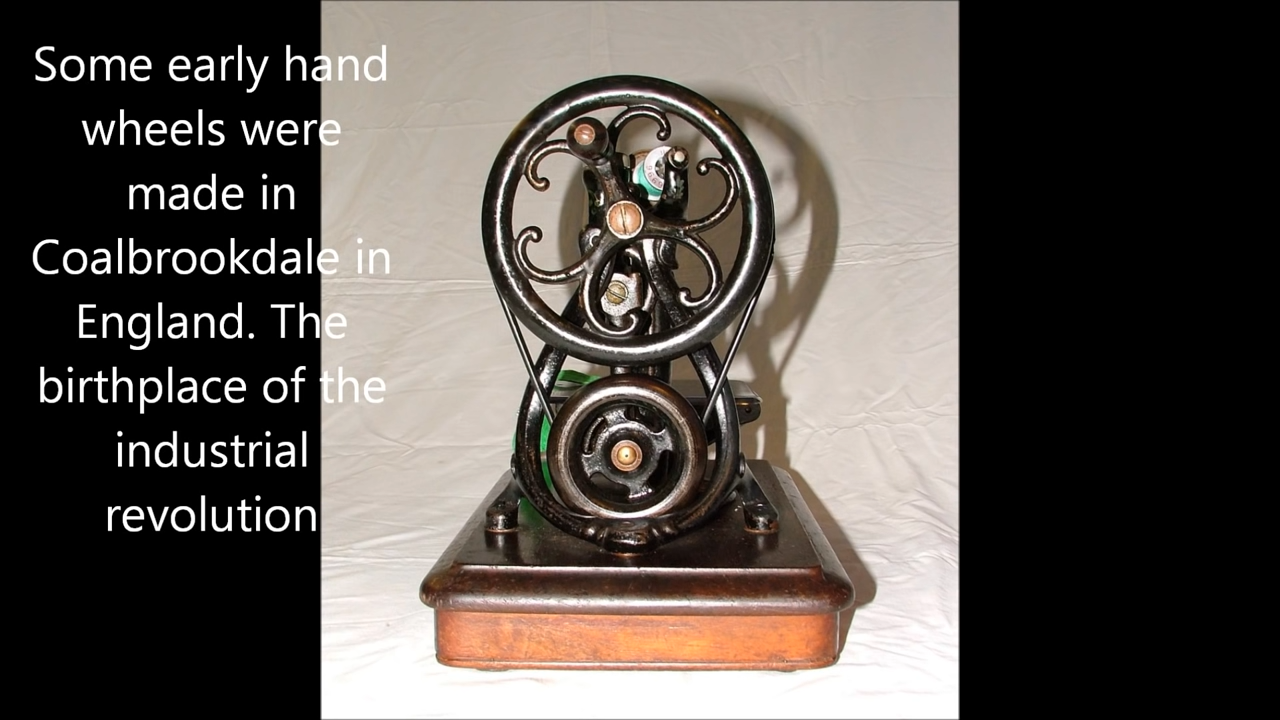 Some early hand
wheels were
made in
Coalbrookdale in
England. The
birthplace of the
industrial
revolution